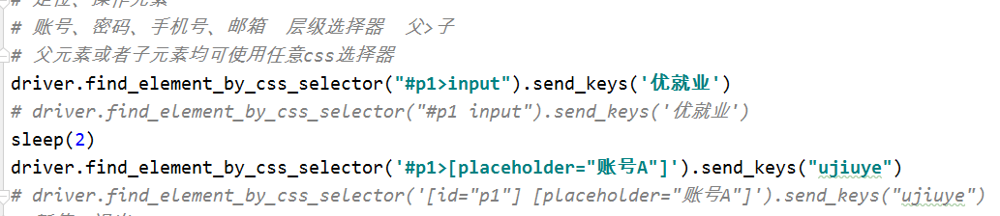 # 定位、操作元素
# 账号、密码、手机号、邮箱  层级选择器  父>子
# 父元素或者子元素均可使用任意css选择器
driver.find_element_by_css_selector("#p1>input").send_keys('优就业')
# driver.find_element_by_css_selector("#p1 input").send_keys('优就业')
sleep(2)
driver.find_element_by_css_selector('#p1>[placeholder="账号A"]').send_keys("ujiuye")
# driver.find_element_by_css_selector('[id="p1"] [placeholder="账号A"]').send_keys("ujiuye")